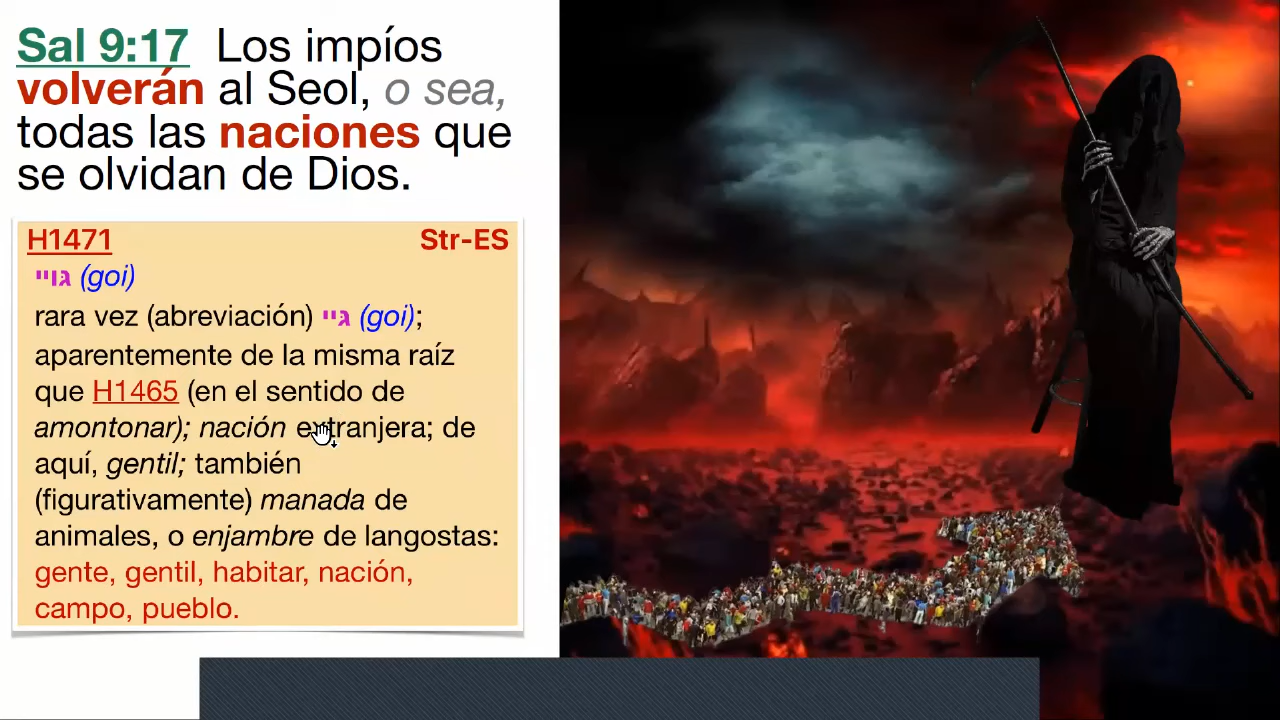 Sal 9:17 Los impíos
volverán al Seol, o sea,
todas las naciones que
se olvidan de Dios.
H1471 Str-ES
גּוֹיי (goi)
rara vez (abreviación) גּיי (goi);
aparentemente de la misma raíz
que H1465 (en el sentido de
amontonar); nación extranjera; de
aquí, gentil; también
(figurativamente) manada de
animales, o enjambre de langostas:
gente, gentil, habitar, nación,
campo, pueblo.